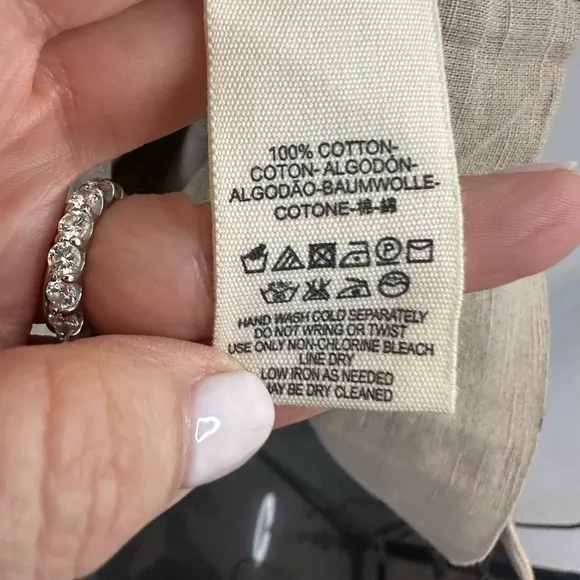 100% COTTON-
COTON- ALGODÓN-
ALGODÃO-BAUMWOLLE-
COTONE-棉-綿
HAND WASH COLD SEPARATELY
DO NOT WRING OR TWIST
USE ONLY NON-CHLORINE BLEACH
LINE DRY
LOW IRON AS NEEDED
MAY BE DRY CLEANED